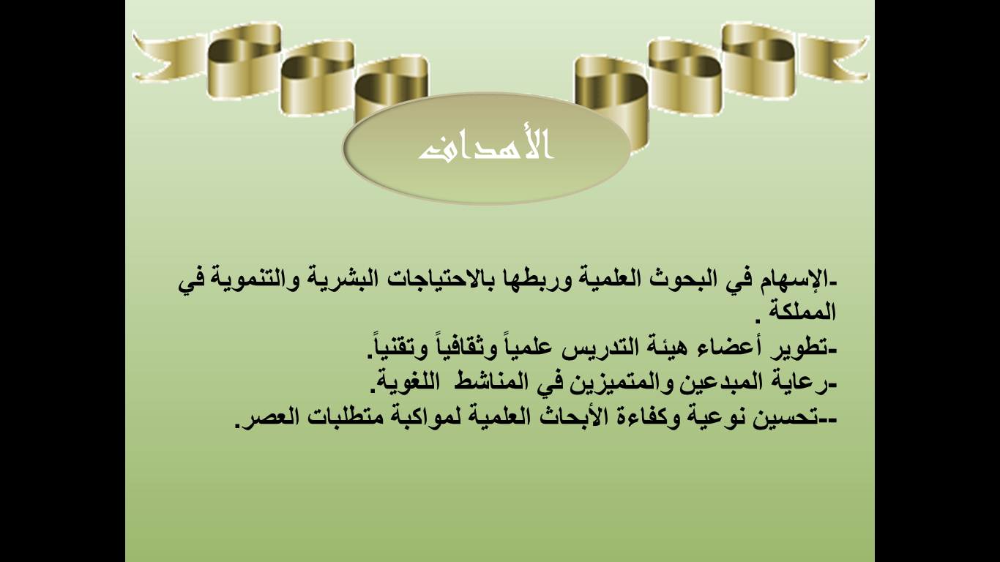 الأهداف
-الإسهام في البحوث العلمية وربطها بالاحتياجات البشرية والتنموية في
المملكة .
-تطوير أعضاء هيئة التدريس علمياً وثقافياً وتقنياً.
-رعاية المبدعين والمتميزين في المناشط  اللغوية.
--تحسين نوعية وكفاءة الأبحاث العلمية لمواكبة متطلبات العصر.